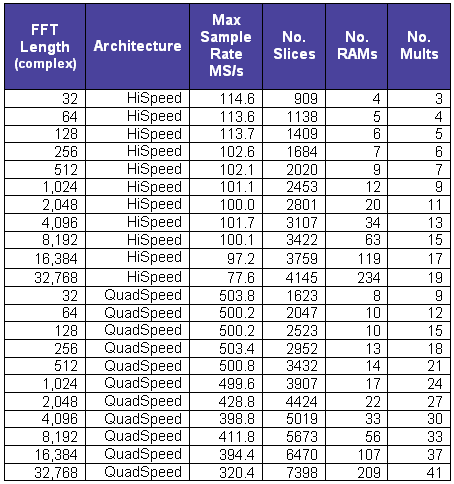 FFT Length (complex) Architecture Max Sample Rate MS/s No. Slices No. RAMs No. Mults
32 HiSpeed 114.6 909 4 3
64 HiSpeed 113.6 1138 5 4
128 HiSpeed 113.7 1409 6 5
256 HiSpeed 102.6 1684 7 6
512 HiSpeed 102.1 2020 9 7
1,024 HiSpeed 101.1 2453 12 9
2,048 HiSpeed 100.0 2801 20 11
4,096 HiSpeed 101.7 3107 34 13
8,192 HiSpeed 100.1 3422 63 15
16,384 HiSpeed 97.2 3759 119 17
32,768 HiSpeed 77.6 4145 234 19
32 QuadSpeed 503.8 1623 8 9
64 QuadSpeed 500.2 2047 10 12
128 QuadSpeed 500.2 2523 10 15
256 QuadSpeed 503.4 2952 13 18
512 QuadSpeed 500.8 3432 14 21
1,024 QuadSpeed 499.6 3907 17 24
2,048 QuadSpeed 428.8 4424 22 27
4,096 QuadSpeed 398.8 5019 33 30
8,192 QuadSpeed 411.8 5673 56 33
16,384 QuadSpeed 394.4 6470 107 37
32,768 QuadSpeed 320.4 7398 209 41